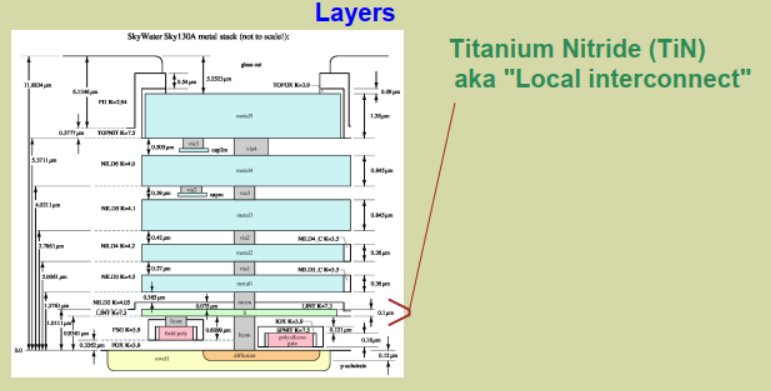 Layers
SkyWater Sky130A metal stack (not to scale!):
Titanium Nitride (TiN)
aka "Local interconnect"
glass cut
11.8834 µm
6.1346 µm
0.54 µm
5.2523 µm
0.09 µm
PI1 K=2.94
TOPOX K=3.9
metal5
1.26 µm
0.3777 µm
TOPNIT K=7.5
0.505 µm
via3
cap2m
via4
5.3711 µm
NILD6 K=4.0
metal4
0.845 µm
0.39 µm
via2
capm
via3
4.0211 µm
NILD5 K=4.1
metal3
0.845 µm
0.42 µm
via2
NILD4_C K=3.5
2.7861 µm
NILD4 K=4.2
metal2
0.36 µm
0.27 µm
via1
NILD3_C K=3.5
2.0061 µm
NILD3 K=4.5
metal1
0.36 µm
0.365 µm
1.3761 µm
NILD2 K=4.05
0.075 µm
mcon
LINT K=7.3
LINT K=7.3
li
0.1 µm
1.0111 µm
0.9361 µm
licon
PSG K=3.9
field poly
0.6099 µm
licon
IOX K=3.9
SPNIT K=7.5
0.121 µm
polysilicon
gate
0.18 µm
0.3262 µm
FOX K=3.9
0.0
nwell
diffusion
p substrate
0.12 µm